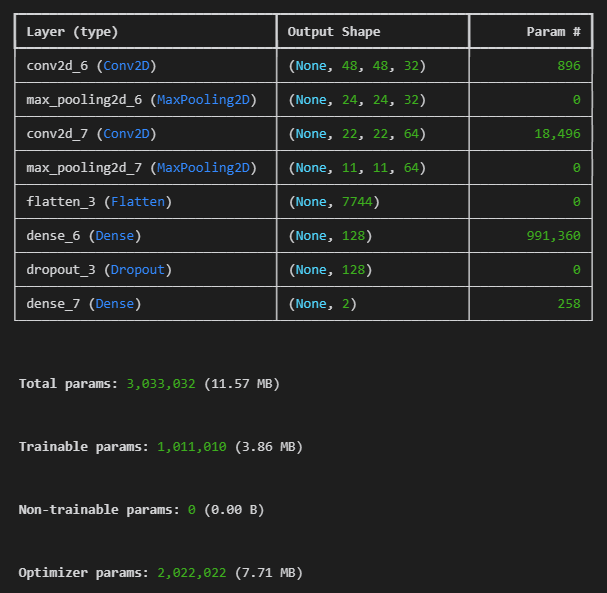 Layer (type) Output Shape Param #
conv2d_6 (Conv2D) (None, 48, 48, 32) 896
max_pooling2d_6 (MaxPooling2D) (None, 24, 24, 32) 0
conv2d_7 (Conv2D) (None, 22, 22, 64) 18,496
max_pooling2d_7 (MaxPooling2D) (None, 11, 11, 64) 0
flatten_3 (Flatten) (None, 7744) 0
dense_6 (Dense) (None, 128) 991,360
dropout_3 (Dropout) (None, 128) 0
dense_7 (Dense) (None, 2) 258
Total params: 3,033,032 (11.57 MB)
Trainable params: 1,011,010 (3.86 MB)
Non-trainable params: 0 (0.00 B)
Optimizer params: 2,022,022 (7.71 MB)